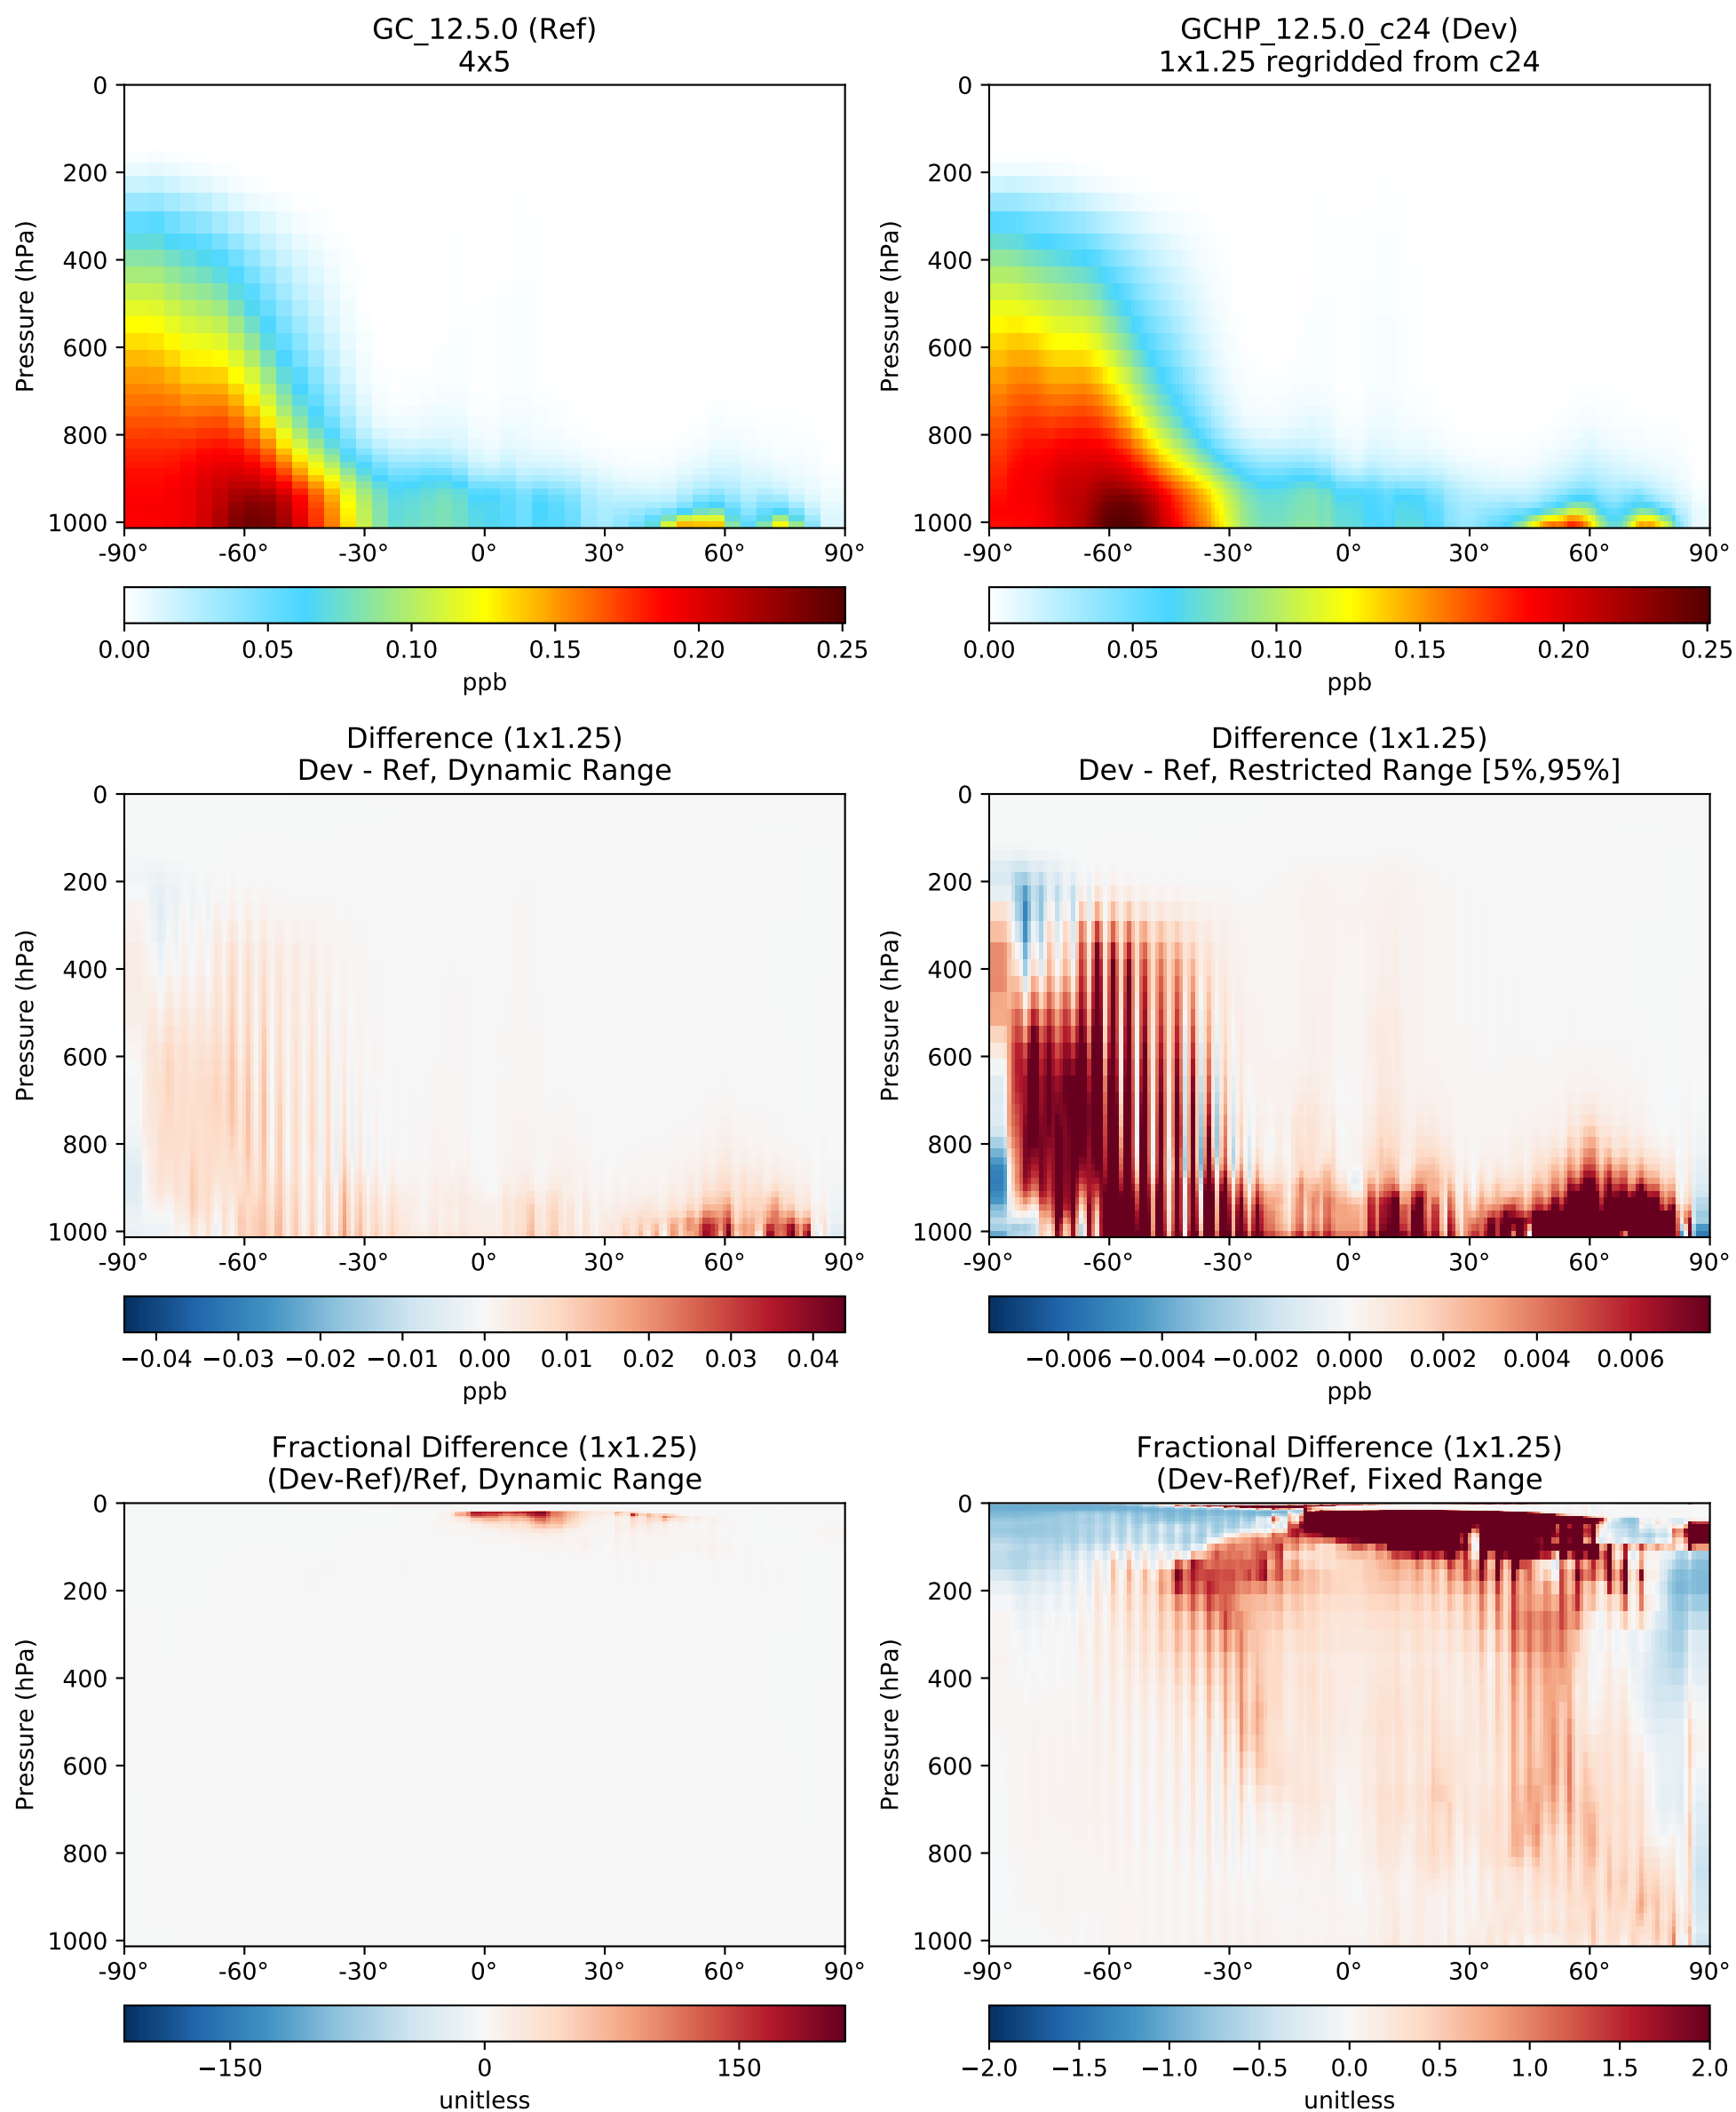 GC_12.5.0 (Ref)
4x5
0
200
400
600
800
1000
Pressure (hPa)
-90° -60° -30° 0° 30° 60° 90°
0.00 0.05 0.10 0.15 0.20 0.25
ppb
GCHP_12.5.0_c24 (Dev)
1x1.25 regridded from c24
0
200
400
600
800
1000
Pressure (hPa)
-90° -60° -30° 0° 30° 60° 90°
0.00 0.05 0.10 0.15 0.20 0.25
ppb
Difference (1x1.25)
Dev - Ref, Dynamic Range
0
200
400
600
800
1000
Pressure (hPa)
-90° -60° -30° 0° 30° 60° 90°
−0.04 −0.03 −0.02 −0.01 0.00 0.01 0.02 0.03 0.04
ppb
Difference (1x1.25)
Dev - Ref, Restricted Range [5%,95%]
0
200
400
600
800
1000
Pressure (hPa)
-90° -60° -30° 0° 30° 60° 90°
−0.006 −0.004 −0.002 0.000 0.002 0.004 0.006
ppb
Fractional Difference (1x1.25)
(Dev-Ref)/Ref, Dynamic Range
0
200
400
600
800
1000
Pressure (hPa)
-90° -60° -30° 0° 30° 60° 90°
−150 0 150
unitless
Fractional Difference (1x1.25)
(Dev-Ref)/Ref, Fixed Range
0
200
400
600
800
1000
Pressure (hPa)
-90° -60° -30° 0° 30° 60° 90°
−2.0 −1.5 −1.0 −0.5 0.0 0.5 1.0 1.5 2.0
unitless